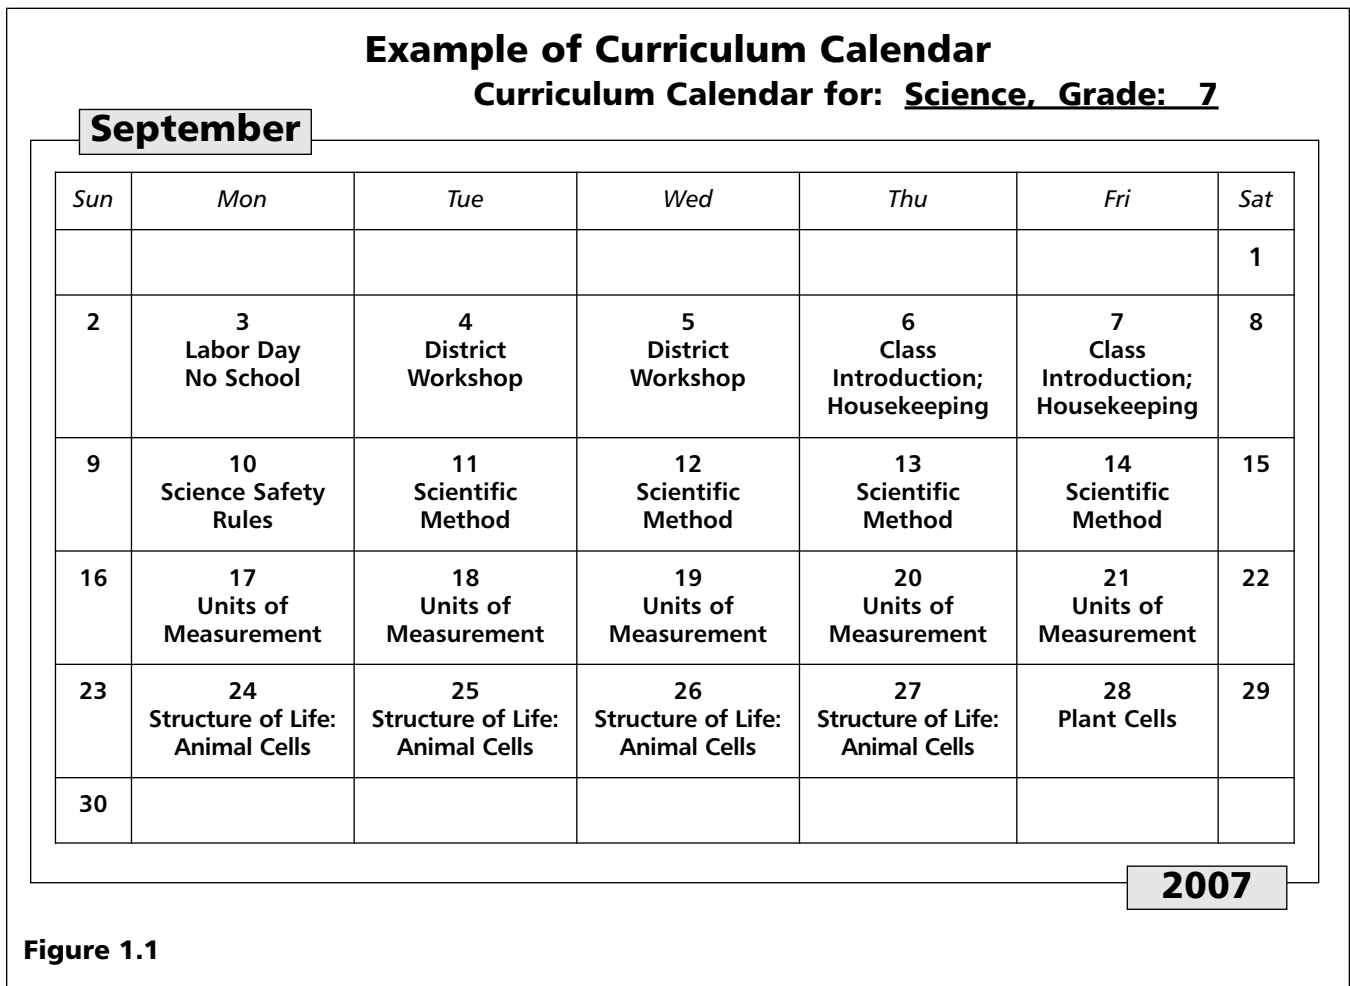 Example of Curriculum Calendar
Curriculum Calendar for: Science, Grade: 7
September
Sun Mon Tue Wed Thu Fri Sat
1
2 3 4 5 6 7 8
Labor Day District District Class Class
No School Workshop Workshop Introduction; Introduction;
Housekeeping Housekeeping
9 10 11 12 13 14 15
Science Safety Scientific Scientific Scientific Scientific
Rules Method Method Method Method
16 17 18 19 20 21 22
Units of Units of Units of Units of Units of
Measurement Measurement Measurement Measurement Measurement
23 24 25 26 27 28 29
Structure of Life: Structure of Life: Structure of Life: Structure of Life: Plant Cells
Animal Cells Animal Cells Animal Cells Animal Cells
30
2007
Figure 1.1